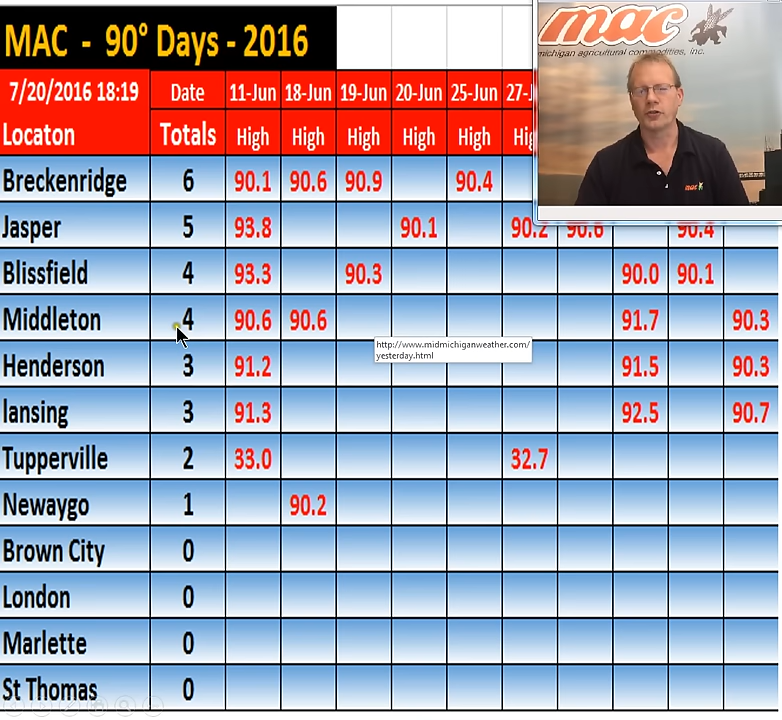 MAC - 90° Days - 2016
mac
michigan agricultural commodities, inc.
7/20/2016 18:19 Date 11-Jun 18-Jun 19-Jun 20-Jun 25-Jun
Locaton Totals High High High High High
Breckenridge 6 90.1 90.6 90.9 90.4
mac
Jasper 5 93.8 90.1 90.2 90.6 90.4
Blissfield 4 93.3 90.3 90.0 90.1
Middleton 4 90.6 90.6 91.7 90.3
http://www.midmichiganweather.com/
yesterday.html
Henderson 3 91.2 91.5 90.3
lansing 3 91.3 92.5 90.7
Tupperville 2 33.0 32.7
Newaygo 1 90.2
Brown City 0
London 0
Marlette 0
St Thomas 0